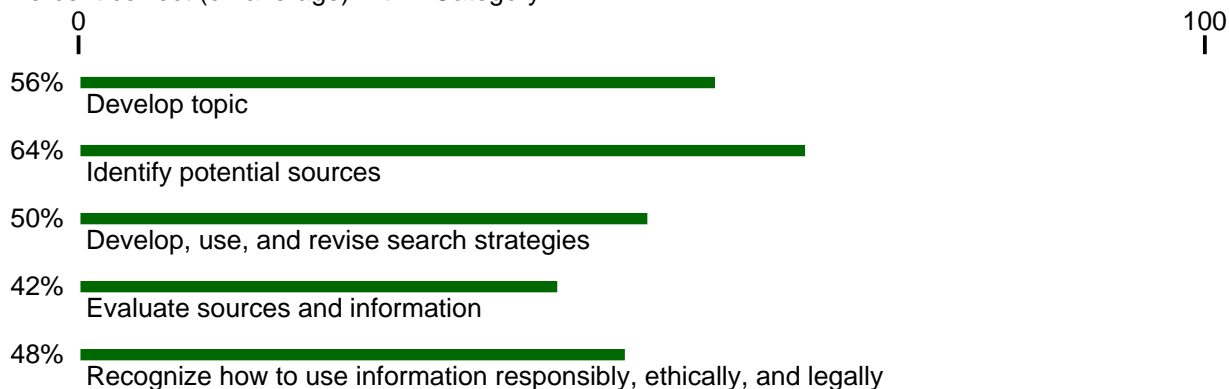 0 100
56%
Develop topic
64%
Identify potential sources
50%
Develop, use, and revise search strategies
42%
Evaluate sources and information
48%
Recognize how to use information responsibly, ethically, and legally